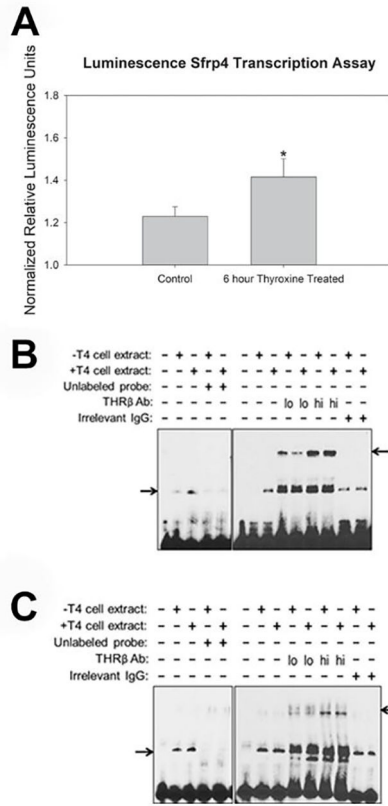 A
Luminescence Sfrp4 Transcription Assay
Normalized Relative Luminescence Units
1.8
1.6
1.4
1.2
1.0
*
Control 6 hour Thyroxine Treated
B
-T4 cell extract: - + - + - - + - + - + - + -
+T4 cell extract: - - + - + - - + - + - + - +
Unlabeled probe: - - - + + - - - - - - - - -
THRβ Ab: - - - - - - - - lo lo hi hi - -
Irrelevant IgG: - - - - - - - - - - - - + +
C
-T4 cell extract: - + - + - - + - + - + - + -
+T4 cell extract: - - + - + - - + - + - + - +
Unlabeled probe: - - - + + - - - - - - - - -
THRβ Ab: - - - - - - - - lo lo hi hi - -
Irrelevant IgG: - - - - - - - - - - - - + +